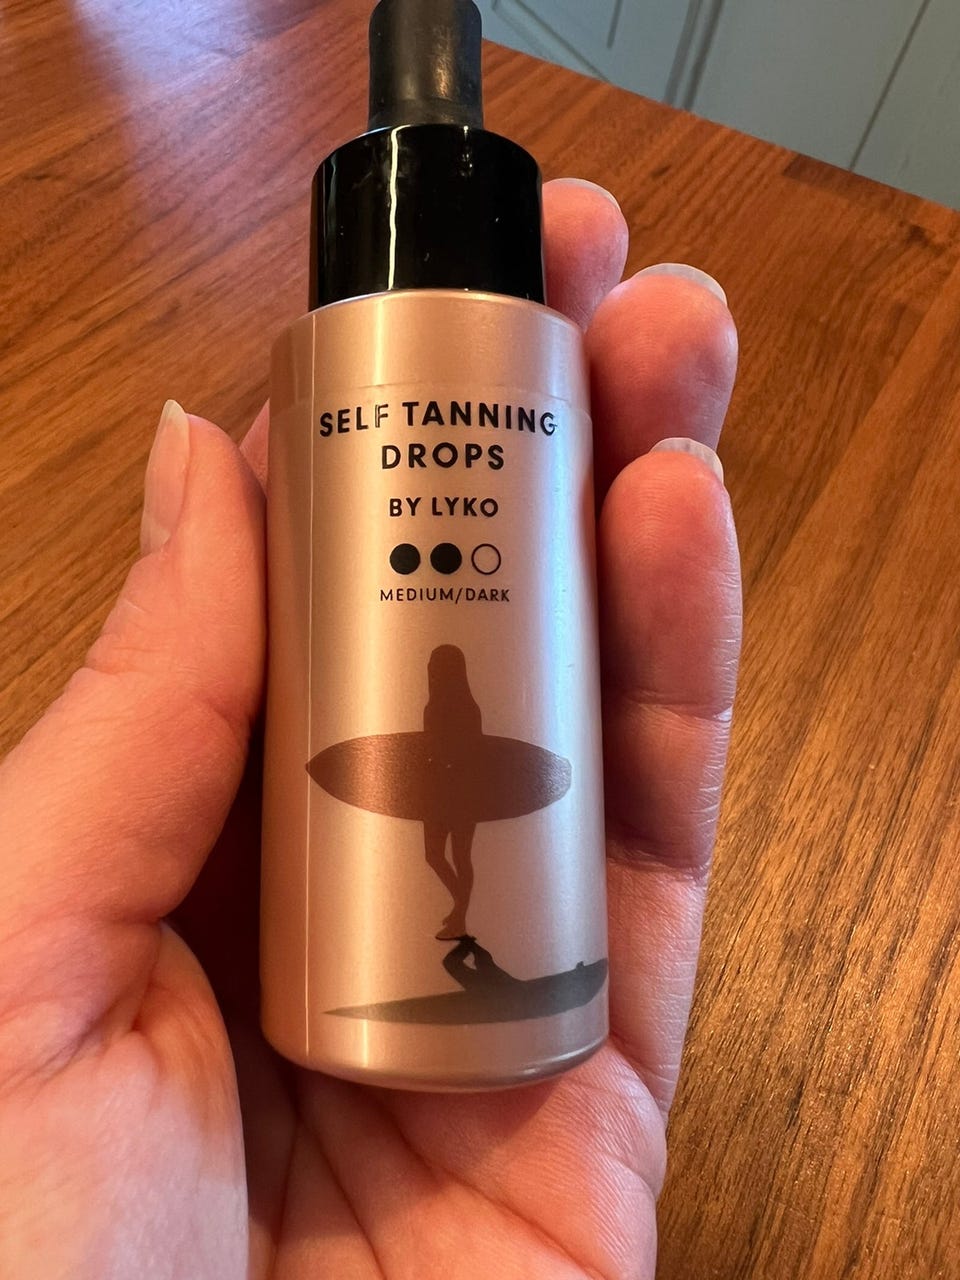 SELF TANNING
DROPS
BY LYKO
MEDIUM/DARK